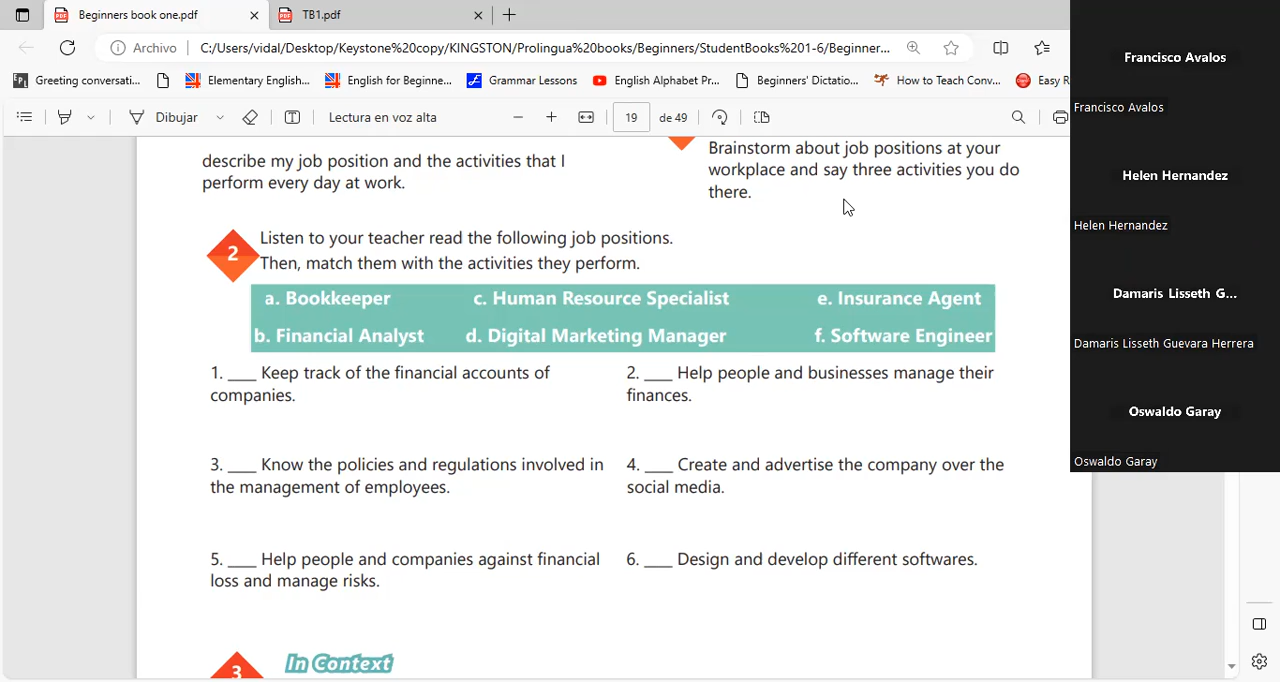 Beginners book one.pdf
TB1.pdf
Archivo
C:/Users/vidal/Desktop/Keystone%20copy/KINGSTON/Prolingua%20books/Beginners/StudentBooks%201-6/Beginner...
Greeting conversati...
Elementary English...
English for Beginne...
Grammar Lessons
English Alphabet Pr...
Beginners' Dictatio...
How to Teach Conv...
Easy R
Dibujar
Lectura en voz alta
19
de 49
describe my job position and the activities that I
perform every day at work.
Brainstorm about job positions at your
workplace and say three activities you do
there.
2
Listen to your teacher read the following job positions.
Then, match them with the activities they perform.
a. Bookkeeper
c. Human Resource Specialist
e. Insurance Agent
b. Financial Analyst
d. Digital Marketing Manager
f. Software Engineer
1. ___ Keep track of the financial accounts of
companies.
2. ___ Help people and businesses manage their
finances.
3. ___ Know the policies and regulations involved in
the management of employees.
4. ___ Create and advertise the company over the
social media.
5. ___ Help people and companies against financial
loss and manage risks.
6. ___ Design and develop different softwares.
3
In Context
Francisco Avalos
Francisco Avalos
Helen Hernandez
Helen Hernandez
Damaris Lisseth G...
Damaris Lisseth Guevara Herrera
Oswaldo Garay
Oswaldo Garay